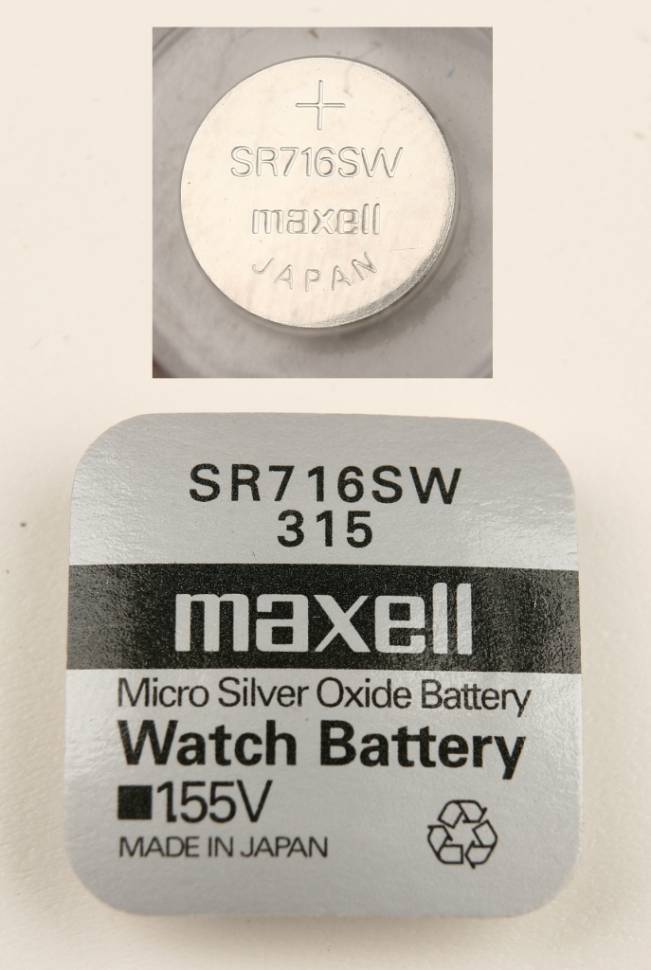 +
SR716SW
maxell
JAPAN
SR716SW
315
maxell
Micro Silver Oxide Battery
Watch Battery
■1.55V
MADE IN JAPAN